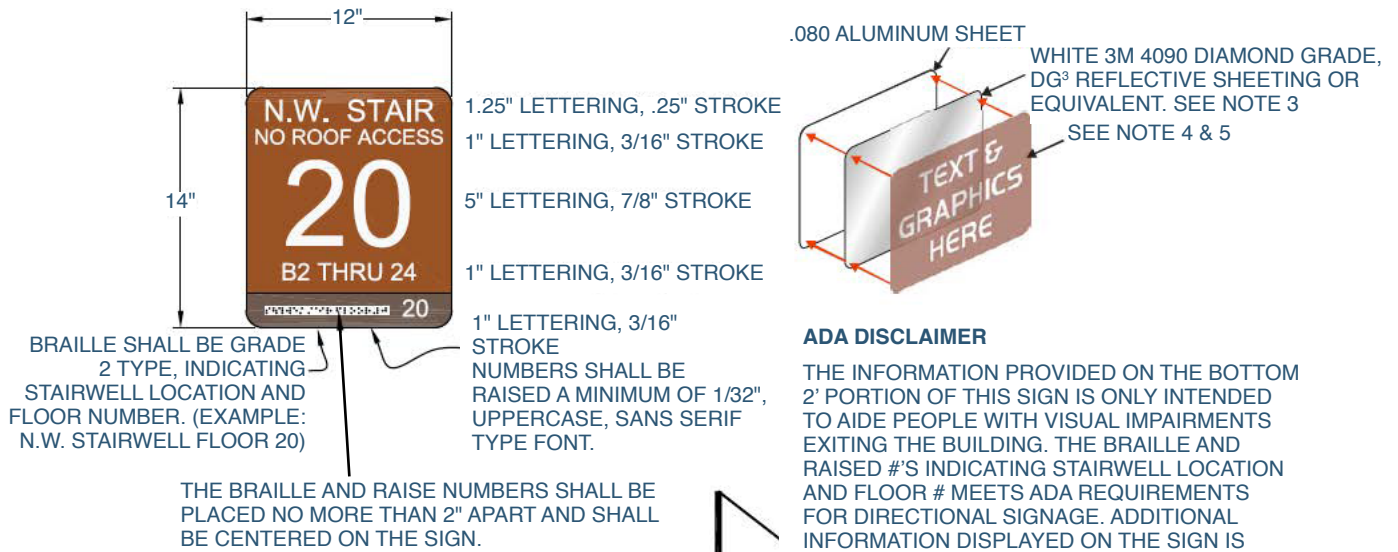 12"
14"
N.W. STAIR
NO ROOF ACCESS
20
B2 THRU 24
20
1.25" LETTERING, .25" STROKE
1" LETTERING, 3/16" STROKE
5" LETTERING, 7/8" STROKE
1" LETTERING, 3/16" STROKE
1" LETTERING, 3/16"
STROKE
NUMBERS SHALL BE
RAISED A MINIMUM OF 1/32",
UPPERCASE, SANS SERIF
TYPE FONT.
BRAILLE SHALL BE GRADE
2 TYPE, INDICATING
STAIRWELL LOCATION AND
FLOOR NUMBER. (EXAMPLE:
N.W. STAIRWELL FLOOR 20)
THE BRAILLE AND RAISE NUMBERS SHALL BE
PLACED NO MORE THAN 2" APART AND SHALL
BE CENTERED ON THE SIGN.
.080 ALUMINUM SHEET
WHITE 3M 4090 DIAMOND GRADE,
DG³ REFLECTIVE SHEETING OR
EQUIVALENT. SEE NOTE 3
SEE NOTE 4 & 5
TEXT &
GRAPHICS
HERE
ADA DISCLAIMER
THE INFORMATION PROVIDED ON THE BOTTOM
2' PORTION OF THIS SIGN IS ONLY INTENDED
TO AIDE PEOPLE WITH VISUAL IMPAIRMENTS
EXITING THE BUILDING. THE BRAILLE AND
RAISED #'S INDICATING STAIRWELL LOCATION
AND FLOOR # MEETS ADA REQUIREMENTS
FOR DIRECTIONAL SIGNAGE. ADDITIONAL
INFORMATION DISPLAYED ON THE SIGN IS